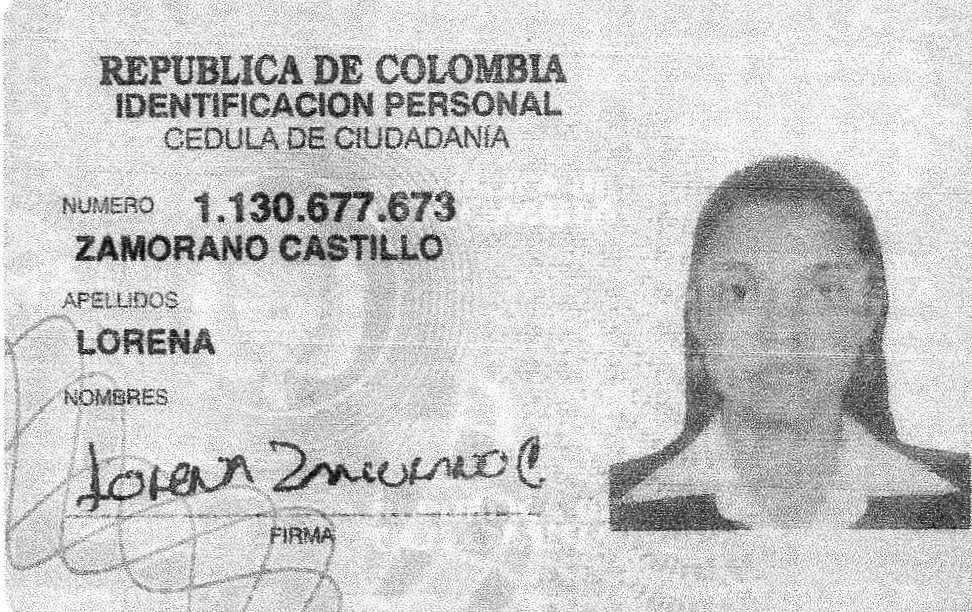 REPUBLICA DE COLOMBIA
IDENTIFICACION PERSONAL
CEDULA DE CIUDADANIA
NUMERO 1.130.677.673
ZAMORANO CASTILLO
APELLIDOS
LORENA
NOMBRES
Lorena Zamorano C
FIRMA